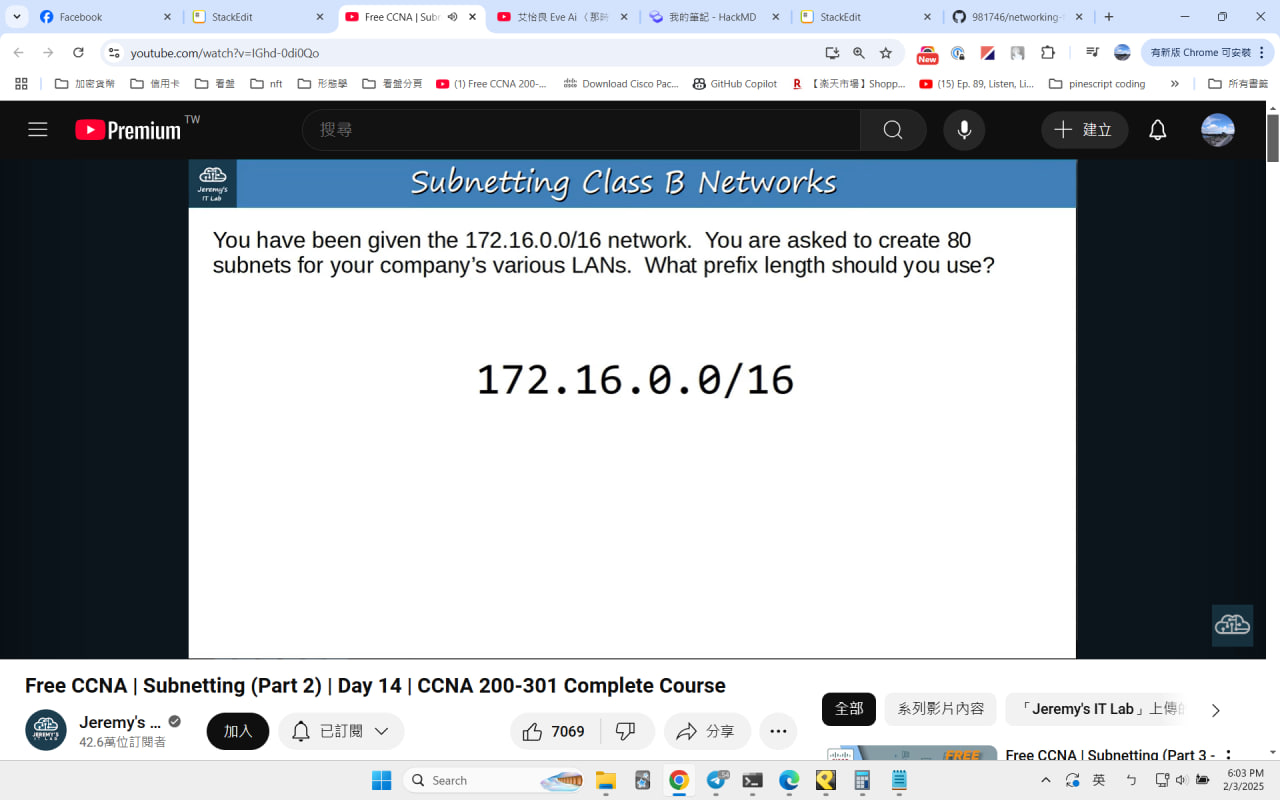 Facebook
StackEdit
Free CCNA | Sub
艾怡良 Eve Ai 〈那時
我的筆記 - HackMD
StackEdit
981746/networking-
youtube.com/watch?v=IGhd-0di0Qo
New
有新版 Chrome 可安裝
加密貨幣
信用卡
看盤
nft
形態學
看盤分頁
(1) Free CCNA 200-...
Download Cisco Pac...
GitHub Copilot
R
【楽天市場】Shopp...
(15) Ep. 89, Listen, Li...
pinescript coding
»
所有書籤
Premium TW
搜尋
建立
Jeremy's
IT Lab
Subnetting Class B Networks
You have been given the 172.16.0.0/16 network. You are asked to create 80
subnets for your company's various LANs. What prefix length should you use?
172.16.0.0/16
Free CCNA | Subnetting (Part 2) | Day 14 | CCNA 200-301 Complete Course
Jeremy's ...
42.6萬位訂閱者
加入
已訂閱
7069
分享
全部
系列影片內容
「Jeremy's IT Lab」上傳的
FREE
Free CCNA | Subnetting (Part 3 -
Search
54
英
ㄅ
6:03 PM
2/3/2025